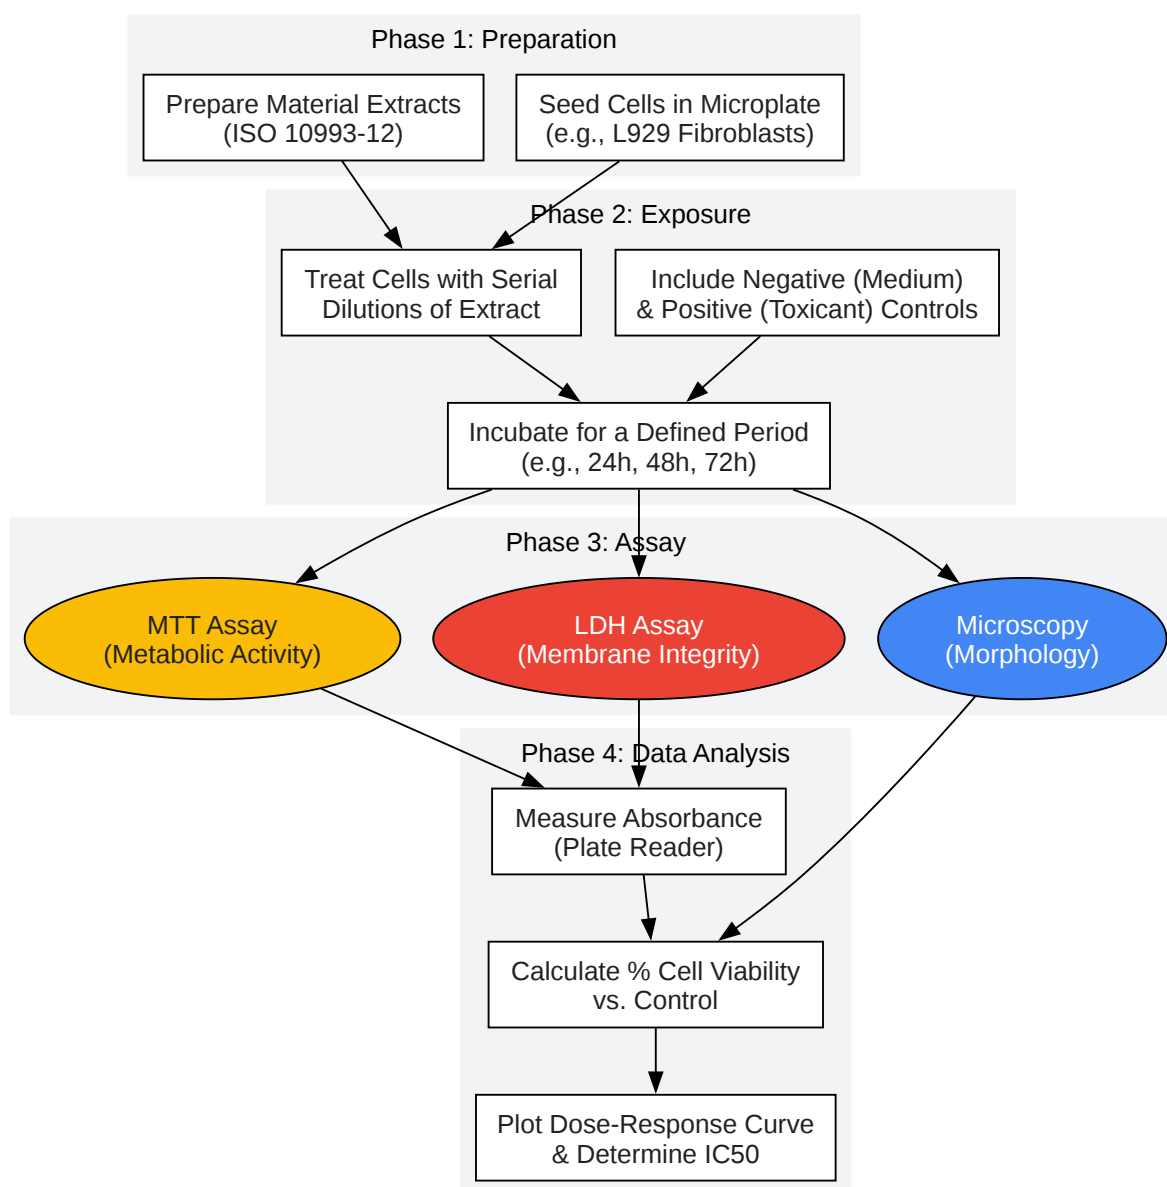 Phase 1: Preparation
Prepare Material Extracts
(ISO 10993-12)
Seed Cells in Microplate
(e.g., L929 Fibroblasts)
Phase 2: Exposure
Treat Cells with Serial
Dilutions of Extract
Include Negative (Medium)
& Positive (Toxicant) Controls
Incubate for a Defined Period
(e.g., 24h, 48h, 72h)
Phase 3: Assay
MTT Assay
(Metabolic Activity)
LDH Assay
(Membrane Integrity)
Microscopy
(Morphology)
Phase 4: Data Analysis
Measure Absorbance
(Plate Reader)
Calculate % Cell Viability
vs. Control
Plot Dose-Response Curve
& Determine IC50